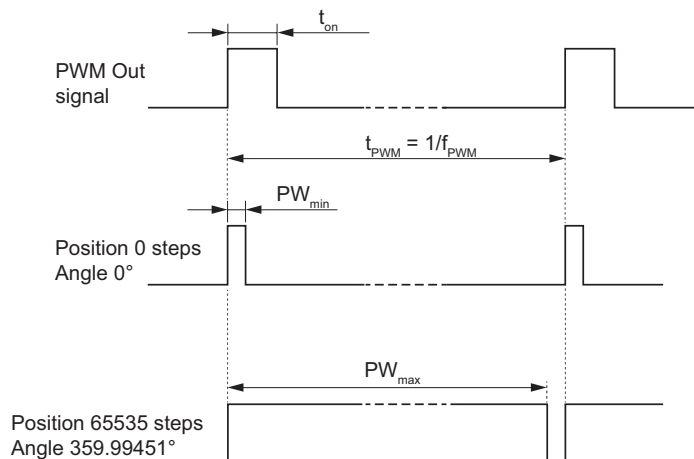 t_on
PWM Out
signal
t_PWM = 1/f_PWM
PW_min
Position 0 steps
Angle 0°
PW_max
Position 65535 steps
Angle 359.99451°